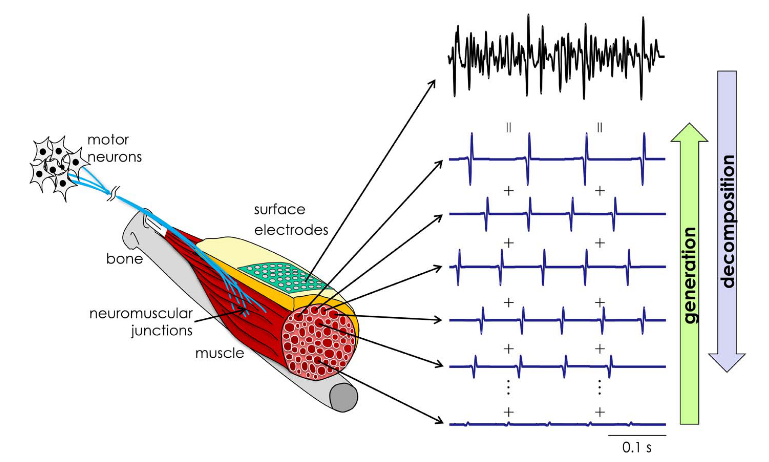 motor
neurons
surface
electrodes
bone
neuromuscular
junctions
muscle
=
=
+
+
+
+
+
+
+
+
⋮
⋮
+
+
0.1 s
generation
decomposition